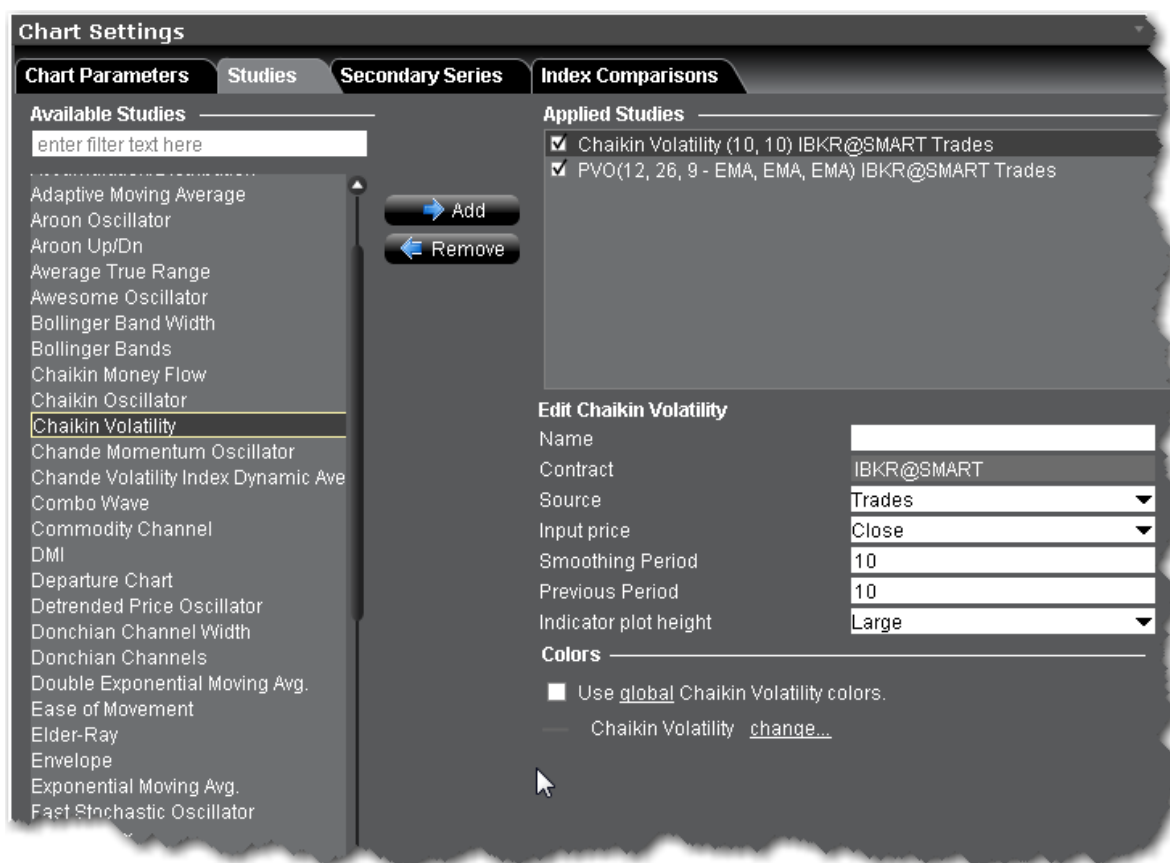 Chart Settings
Chart Parameters
Studies
Secondary Series
Index Comparisons
Available Studies
enter filter text here
Adaptive Moving Average
Aroon Oscillator
Aroon Up/Dn
Average True Range
Awesome Oscillator
Bollinger Band Width
Bollinger Bands
Chaikin Money Flow
Chaikin Oscillator
Chaikin Volatility
Chande Momentum Oscillator
Chande Volatility Index Dynamic Ave
Combo Wave
Commodity Channel
DMI
Departure Chart
Detrended Price Oscillator
Donchian Channel Width
Donchian Channels
Double Exponential Moving Avg.
Ease of Movement
Elder-Ray
Envelope
Exponential Moving Avg.
Fast Stochastic Oscillator
Add
Remove
Applied Studies
Chaikin Volatility (10, 10) IBKR@SMART Trades
PVO(12, 26, 9 - EMA, EMA, EMA) IBKR@SMART Trades
Edit Chaikin Volatility
Name
Contract IBKR@SMART
Source Trades
Input price Close
Smoothing Period 10
Previous Period 10
Indicator plot height Large
Colors
Use global Chaikin Volatility colors.
Chaikin Volatility change...